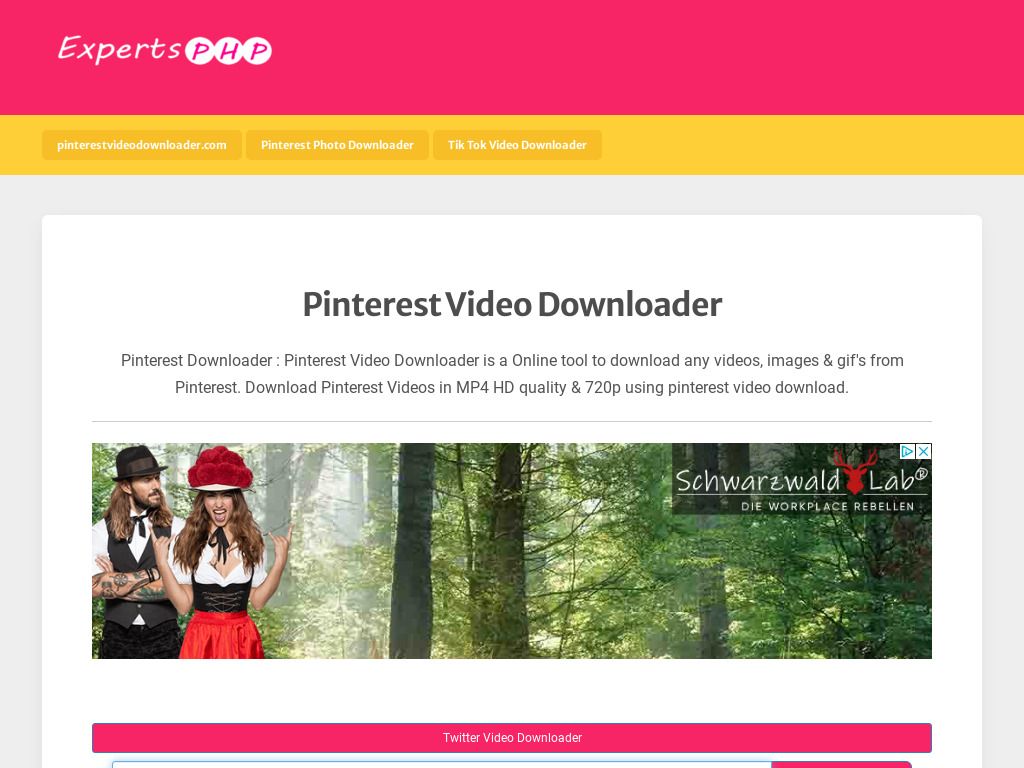 Experts PHP
pinterestvideodownloader.com
Pinterest Photo Downloader
Tik Tok Video Downloader
Pinterest Video Downloader
Pinterest Downloader : Pinterest Video Downloader is a Online tool to download any videos, images & gif's from
Pinterest. Download Pinterest Videos in MP4 HD quality & 720p using pinterest video download.
Schwarzwald Lab®
DIE WORKPLACE REBELLEN
Twitter Video Downloader